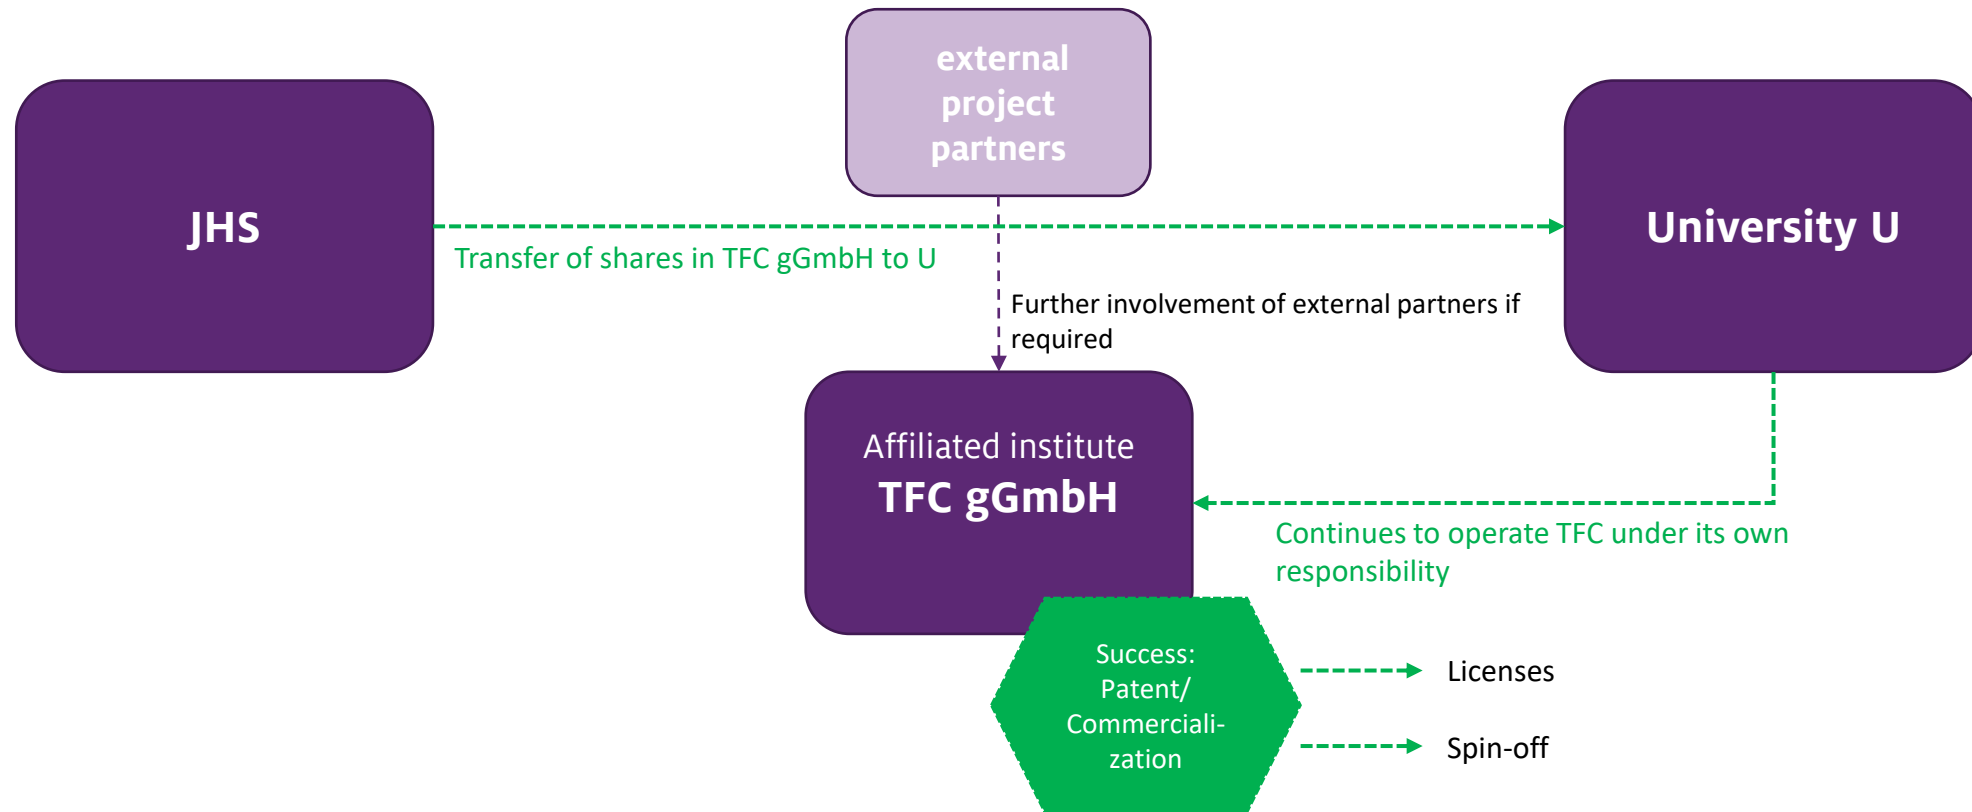 external
project
partners
JHS
University U
Transfer of shares in TFC gGmbH to U
Further involvement of external partners if
required
Affiliated institute
TFC gGmbH
Continues to operate TFC under its own
responsibility
Success:
Patent/
Commerciali-
zation
Licenses
Spin-off